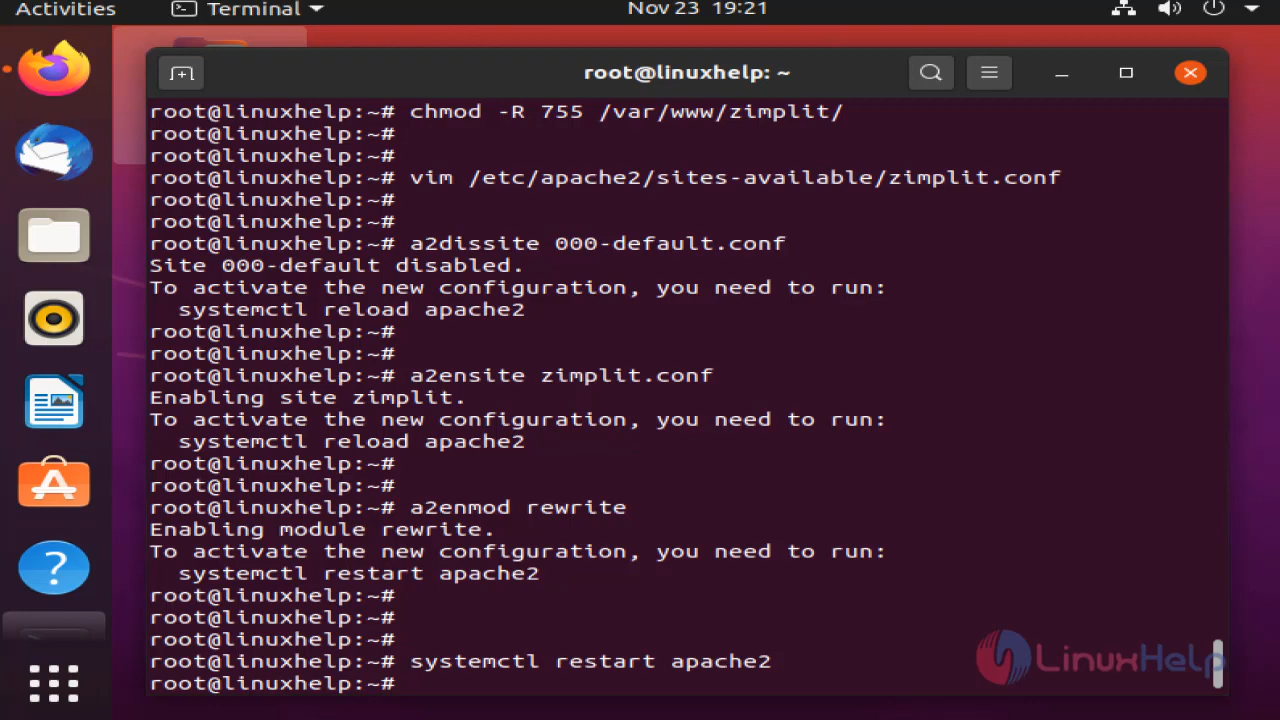 Activities Terminal Nov 23 19:21
root@linuxhelp: ~
root@linuxhelp:~# chmod -R 755 /var/www/zimplit/
root@linuxhelp:~#
root@linuxhelp:~#
root@linuxhelp:~# vim /etc/apache2/sites-available/zimplit.conf
root@linuxhelp:~#
root@linuxhelp:~#
root@linuxhelp:~# a2dissite 000-default.conf
Site 000-default disabled.
To activate the new configuration, you need to run:
  systemctl reload apache2
root@linuxhelp:~#
root@linuxhelp:~#
root@linuxhelp:~# a2ensite zimplit.conf
Enabling site zimplit.
To activate the new configuration, you need to run:
  systemctl reload apache2
root@linuxhelp:~#
root@linuxhelp:~#
root@linuxhelp:~# a2enmod rewrite
Enabling module rewrite.
To activate the new configuration, you need to run:
  systemctl restart apache2
root@linuxhelp:~#
root@linuxhelp:~#
root@linuxhelp:~#
root@linuxhelp:~# systemctl restart apache2
root@linuxhelp:~#
LinuxHelp